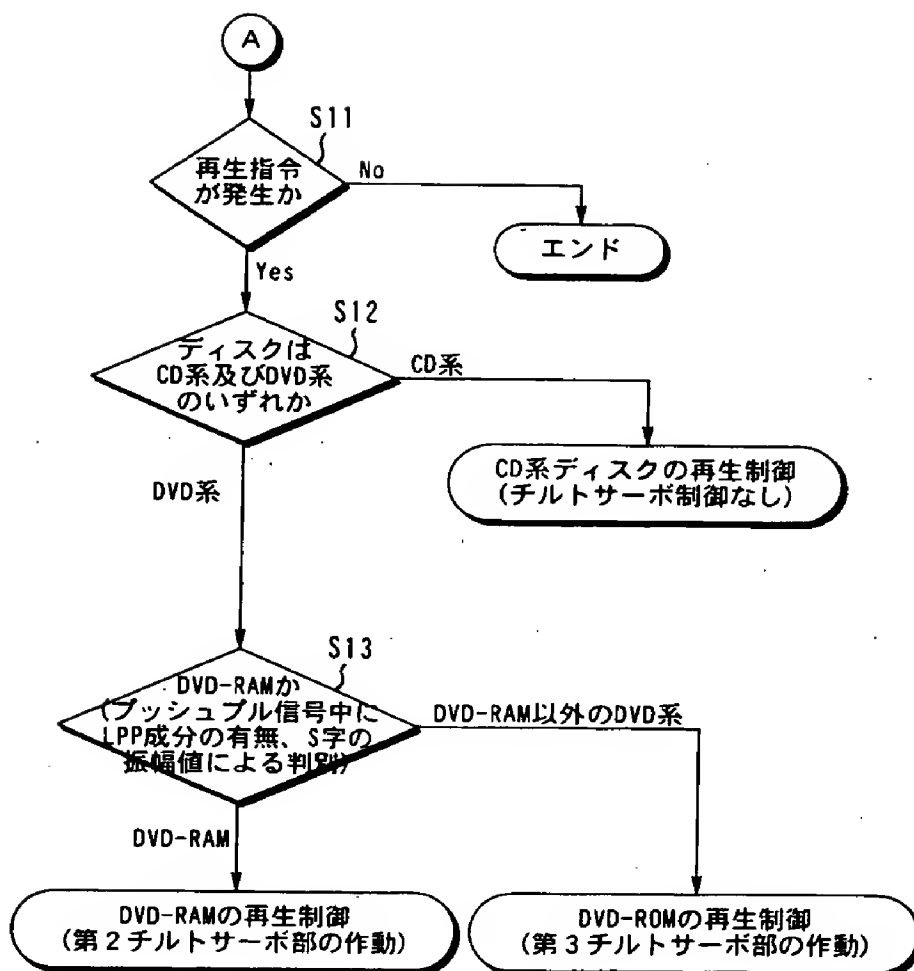 A
S11
再生指令
が発生か
No
エンド
Yes
S12
ディスクは
CD系及びDVD系
のいずれか
CD系
CD系ディスクの再生制御
(チルトサーボ制御なし)
DVD系
S13
DVD-RAMか
(プッシュプル信号中に
LPP成分の有無、S字の
振幅値による判別)
DVD-RAM以外のDVD系
DVD-RAM
DVD-RAMの再生制御
(第2チルトサーボ部の作動)
DVD-ROMの再生制御
(第3チルトサーボ部の作動)